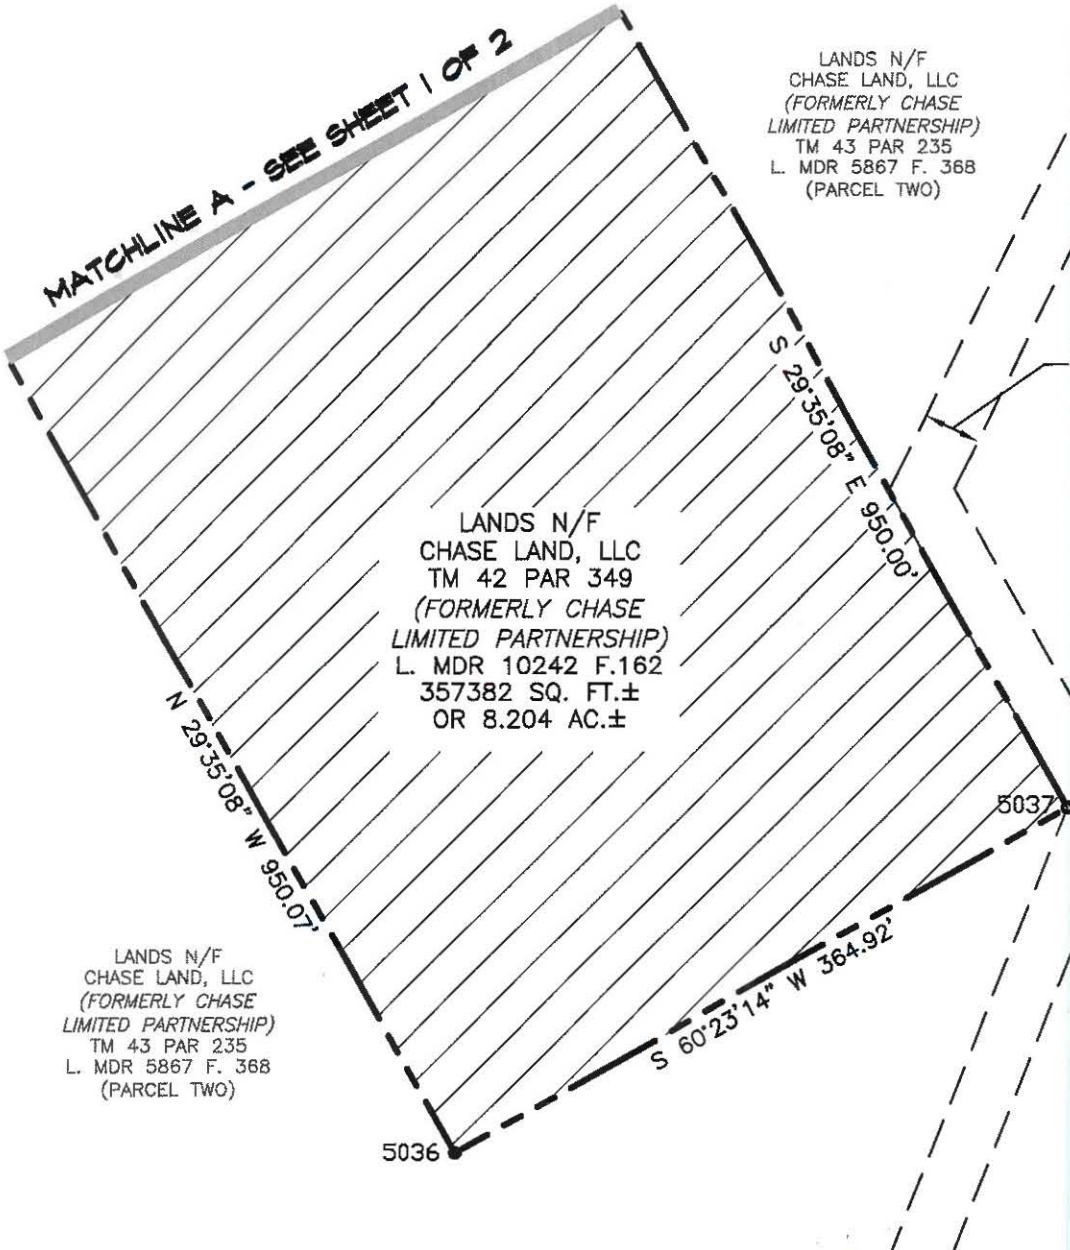 MATCHLINE A - SEE SHEET 1 OF 2
LANDS N/F
CHASE LAND, LLC
(FORMERLY CHASE
LIMITED PARTNERSHIP)
TM 43 PAR 235
L. MDR 5867 F. 368
(PARCEL TWO)
S 29°35'08" E 950.00'
LANDS N/F
CHASE LAND, LLC
TM 42 PAR 349
(FORMERLY CHASE
LIMITED PARTNERSHIP)
L. MDR 10242 F.162
357382 SQ. FT.±
OR 8.204 AC.±
N 29°35'08" W 950.07'
5037
S 60°23'14" W 364.92'
LANDS N/F
CHASE LAND, LLC
(FORMERLY CHASE
LIMITED PARTNERSHIP)
TM 43 PAR 235
L. MDR 5867 F. 368
(PARCEL TWO)
5036